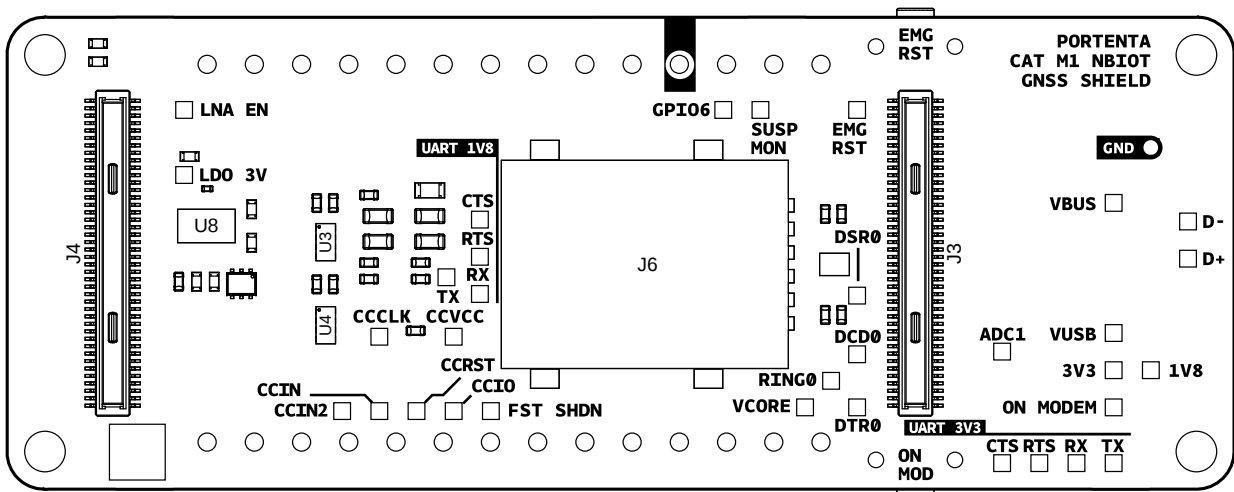 EMG
RST
PORTENTA
CAT M1 NBIOT
GNSS SHIELD
LNA EN
GPIO6
SUSP
MON
EMG
RST
UART 1V8
GND
LDO 3V
CTS
VBUS
U8
U3
RTS
DSR0
D-
J4
J6
J3
D+
RX
TX
U4
CCCLK
CCVCC
DCD0
ADC1
VUSB
CCRST
3V3
1V8
CCIN
CCIO
RING0
CCIN2
FST SHDN
VCORE
ON MODEM
DTR0
UART 3V3
CTS RTS RX TX
ON
MOD